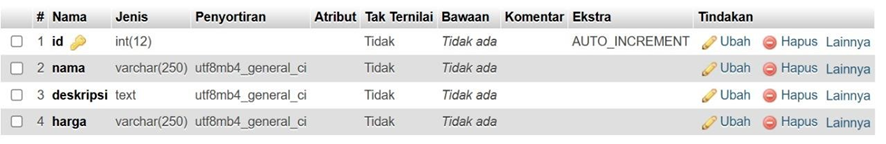 # Nama Jenis Penyortiran Atribut Tak Ternilai Bawaan Komentar Ekstra Tindakan
1 id int(12) Tidak Tidak ada AUTO_INCREMENT Ubah Hapus Lainnya
2 nama varchar(250) utf8mb4_general_ci Tidak Tidak ada Ubah Hapus Lainnya
3 deskripsi text utf8mb4_general_ci Tidak Tidak ada Ubah Hapus Lainnya
4 harga varchar(250) utf8mb4_general_ci Tidak Tidak ada Ubah Hapus Lainnya